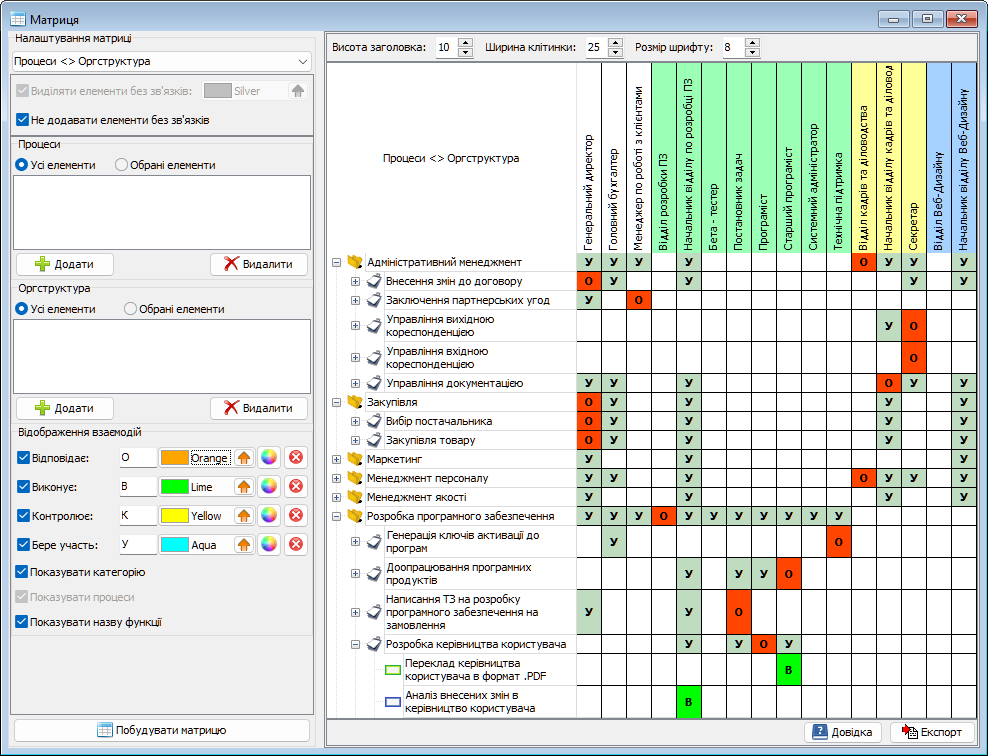 Матриця
Налаштування матриці
Процеси <> Оргструктура
Виділяти елементи без зв'язків:
Silver
Не додавати елементи без зв'язків
Процеси
Усі елементи
Обрані елементи
Додати
Видалити
Оргструктура
Усі елементи
Обрані елементи
Додати
Видалити
Відображення взаємодій
Відповідає:
О
Orange
Виконує:
В
Lime
Контролює:
К
Yellow
Бере участь:
У
Aqua
Показувати категорію
Показувати процеси
Показувати назву функції
Побудувати матрицю
Висота заголовка:
10
Ширина клітинки:
25
Розмір шрифту:
8
Процеси <> Оргструктура
Генеральний директор
Головний бухгалтер
Менеджер по роботі з клієнтами
Відділ розробки ПЗ
Начальник відділу по розробці ПЗ
Бета - тестер
Постановник задач
Програміст
Старший програміст
Системний адміністратор
Технічна підтримка
Відділ кадрів та діловодства
Начальник відділу кадрів та діловод
Секретар
Відділ Веб-Дизайну
Начальник відділу Веб-Дизайну
Адміністративний менеджмент
У У У У О У У У
Внесення змін до договору
О У У У У
Заключення партнерських угод
У О
Управління вихідною
кореспонденцією
У О
Управління вхідною
кореспонденцією
О
Управління документацією
У У У О У У
Закупівля
О У У У У
Вибір постачальника
О У У У У
Закупівля товару
О У У У У
Маркетинг
У У У
Менеджмент персоналу
У У У О У У У
Менеджмент якості
У У У У
Розробка програмного забезпечення
У У У О У У У У У У У
Генерація ключів активації до
програм
У О
Доопрацювання програмних
продуктів
У У У О
Написання ТЗ на розробку
програмного забезпечення на
замовлення
У У О
Розробка керівництва користувача
У У О У
Переклад керівництва
користувача в формат .PDF
В
Аналіз внесених змін в
керівництво користувача
В
Довідка
Експорт